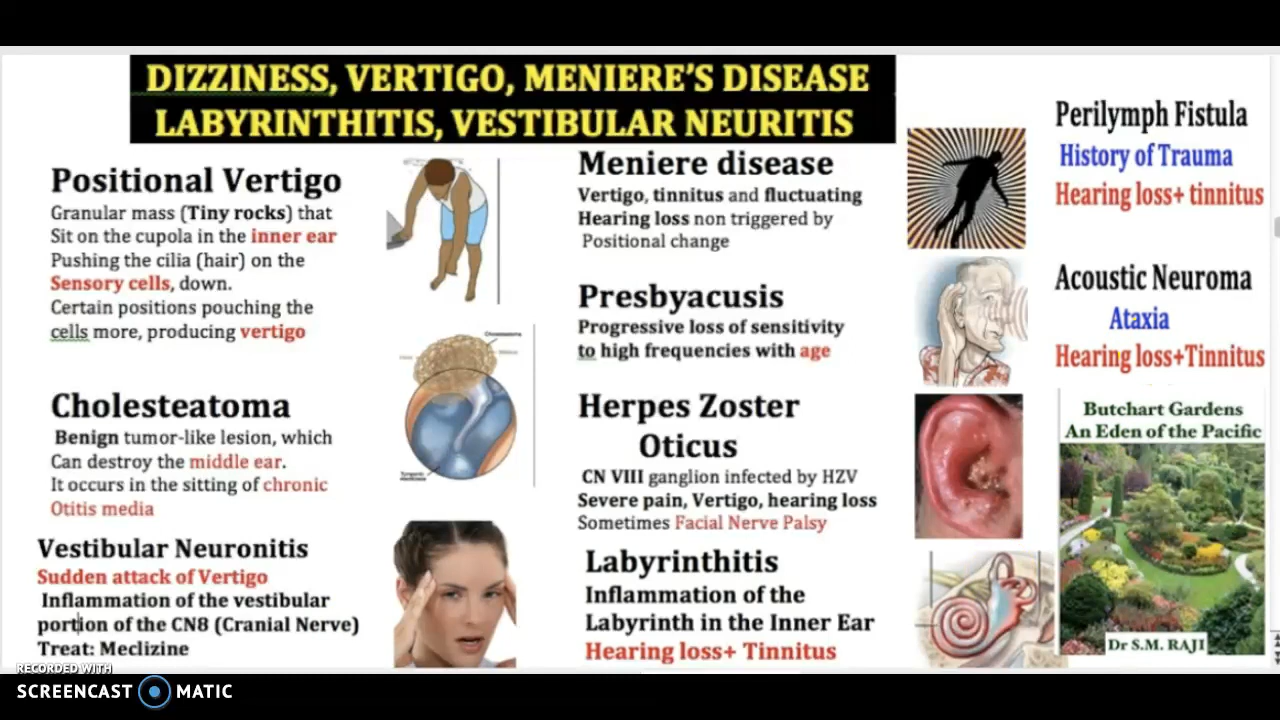 DIZZINESS, VERTIGO, MENIERE'S DISEASE
LABYRINTHITIS, VESTIBULAR NEURITIS
Positional Vertigo
Granular mass (Tiny rocks) that
Sit on the cupola in the inner ear
Pushing the cilia (hair) on the
Sensory cells, down.
Certain positions pouching the
cells more, producing vertigo
Cholesteatoma
Benign tumor-like lesion, which
Can destroy the middle ear.
It occurs in the sitting of chronic
Otitis media
Vestibular Neuronitis
Sudden attack of Vertigo
Inflammation of the vestibular
portion of the CN8 (Cranial Nerve)
Treat: Meclizine
Meniere disease
Vertigo, tinnitus and fluctuating
Hearing loss non triggered by
Positional change
Presbyacusis
Progressive loss of sensitivity
to high frequencies with age
Herpes Zoster
Oticus
CN VIII ganglion infected by HZV
Severe pain, Vertigo, hearing loss
Sometimes Facial Nerve Palsy
Labyrinthitis
Inflammation of the
Labyrinth in the Inner Ear
Hearing loss+ Tinnitus
Perilymph Fistula
History of Trauma
Hearing loss+ tinnitus
Acoustic Neuroma
Ataxia
Hearing loss+Tinnitus
Butchart Gardens
An Eden of the Pacific
Dr S.M. RAJI
RECORDED WITH
SCREENCAST MATIC